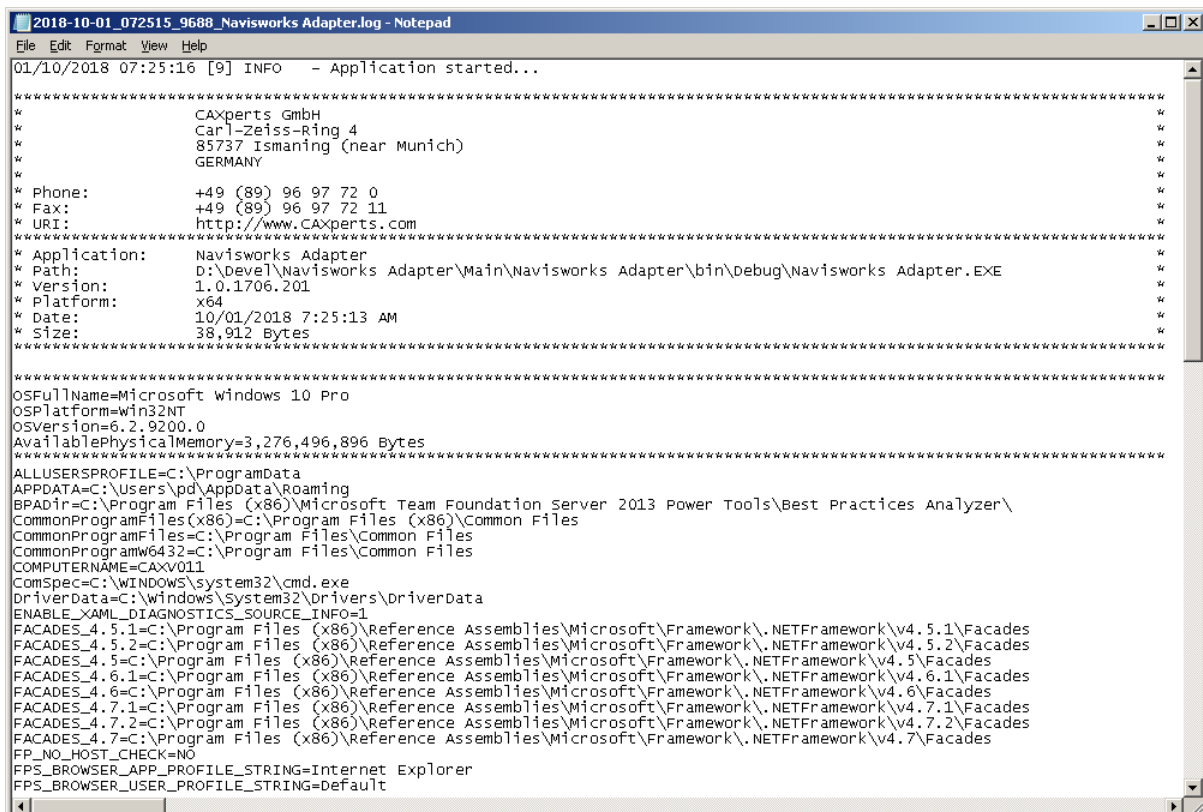 2018-10-01_072515_9688_Navisworks Adapter.log - Notepad
File Edit Format View Help
01/10/2018 07:25:16 [9] INFO   - Application started...
*************************************************************************************************************************
*                    CAXperts GmbH                    *
*                    Carl-Zeiss-Ring 4                    *
*                    85737 Ismaning (near Munich)                    *
*                    GERMANY                    *
*                                        *
* Phone:             +49 (89) 96 97 72 0                    *
* Fax:               +49 (89) 96 97 72 11                    *
* URI:               http://www.CAXperts.com                    *
*************************************************************************************************************************
* Application:       Navisworks Adapter                    *
* Path:              D:\Devel\Navisworks Adapter\Main\Navisworks Adapter\bin\Debug\Navisworks Adapter.EXE                    *
* Version:           1.0.1706.201                    *
* Platform:          x64                    *
* Date:              10/01/2018 7:25:13 AM                    *
* Size:              38,912 Bytes                    *
*************************************************************************************************************************
*************************************************************************************************************************
OSFullName=Microsoft Windows 10 Pro
OSPlatform=Win32NT
OSVersion=6.2.9200.0
AvailablePhysicalMemory=3,276,496,896 Bytes
*************************************************************************************************************************
ALLUSERSPROFILE=C:\ProgramData
APPDATA=C:\Users\pd\AppData\Roaming
BPADir=C:\Program Files (x86)\Microsoft Team Foundation Server 2013 Power Tools\Best Practices Analyzer\
CommonProgramFiles(x86)=C:\Program Files (x86)\Common Files
CommonProgramFiles=C:\Program Files\Common Files
CommonProgramW6432=C:\Program Files\Common Files
COMPUTERNAME=CAXV011
ComSpec=C:\WINDOWS\system32\cmd.exe
DriverData=C:\Windows\System32\Drivers\DriverData
ENABLE_XAML_DIAGNOSTICS_SOURCE_INFO=1
FACADES_4.5.1=C:\Program Files (x86)\Reference Assemblies\Microsoft\Framework\.NETFramework\v4.5.1\Facades
FACADES_4.5.2=C:\Program Files (x86)\Reference Assemblies\Microsoft\Framework\.NETFramework\v4.5.2\Facades
FACADES_4.5=C:\Program Files (x86)\Reference Assemblies\Microsoft\Framework\.NETFramework\v4.5\Facades
FACADES_4.6.1=C:\Program Files (x86)\Reference Assemblies\Microsoft\Framework\.NETFramework\v4.6.1\Facades
FACADES_4.6=C:\Program Files (x86)\Reference Assemblies\Microsoft\Framework\.NETFramework\v4.6\Facades
FACADES_4.7.1=C:\Program Files (x86)\Reference Assemblies\Microsoft\Framework\.NETFramework\v4.7.1\Facades
FACADES_4.7.2=C:\Program Files (x86)\Reference Assemblies\Microsoft\Framework\.NETFramework\v4.7.2\Facades
FACADES_4.7=C:\Program Files (x86)\Reference Assemblies\Microsoft\Framework\.NETFramework\v4.7\Facades
FP_NO_HOST_CHECK=NO
FPS_BROWSER_APP_PROFILE_STRING=Internet Explorer
FPS_BROWSER_USER_PROFILE_STRING=Default